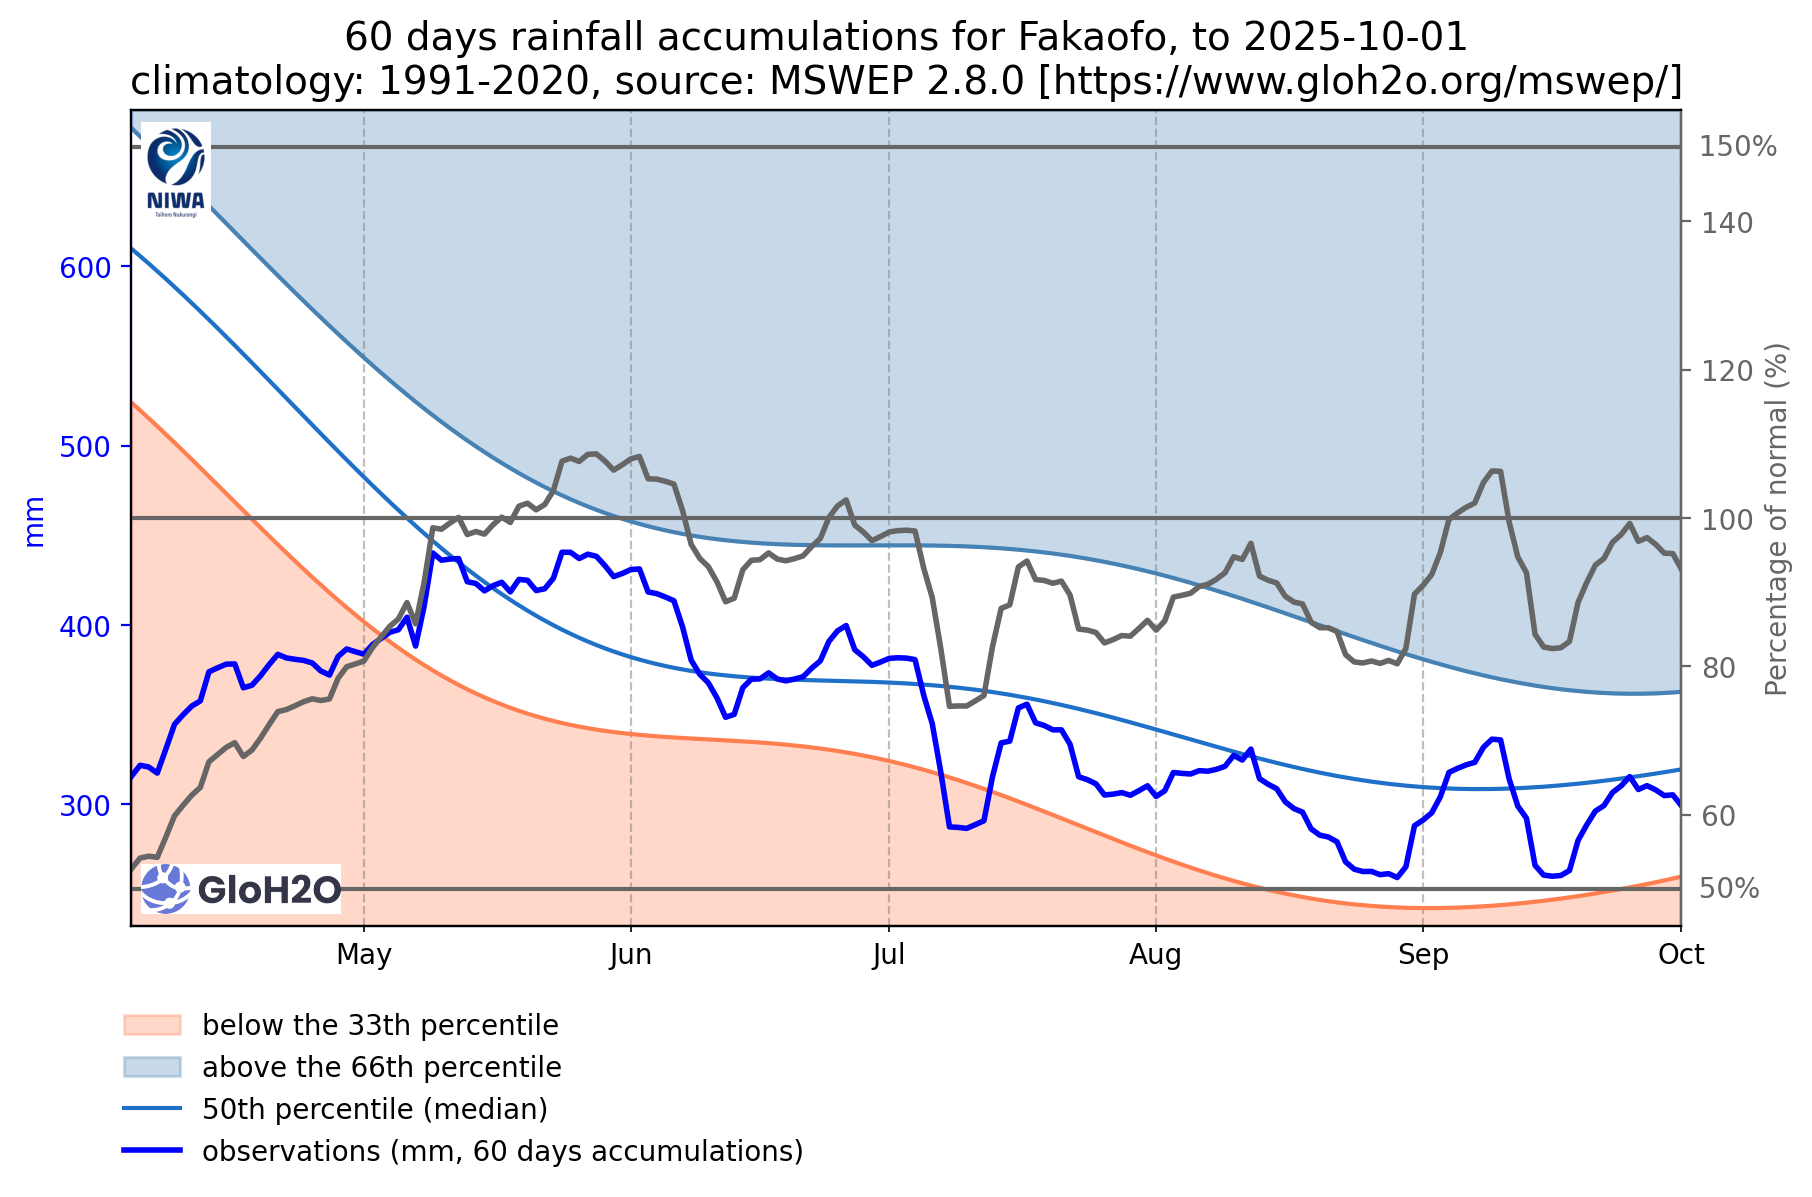 60 days rainfall accumulations for Fakaofo, to 2025-10-01
climatology: 1991-2020, source: MSWEP 2.8.0 [https://www.gloh2o.org/mswep/]
NIWA
Taihoro Nukurangi
600
500
400
300
mm
150%
140
120
100
80
60
50%
Percentage of normal (%)
GloH2O
May
Jun
Jul
Aug
Sep
Oct
below the 33th percentile
above the 66th percentile
50th percentile (median)
observations (mm, 60 days accumulations)